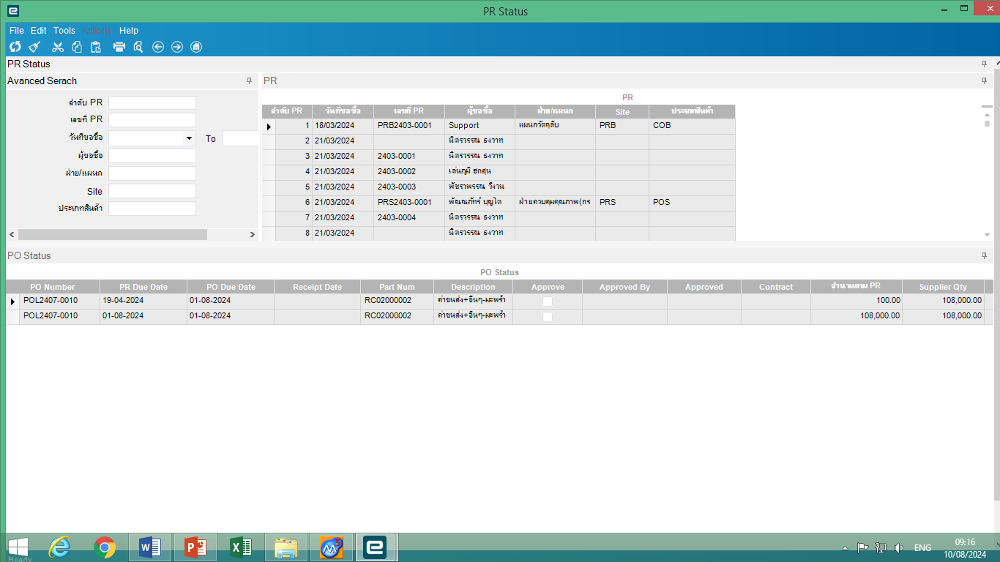 PR Status
File Edit Tools Actions Help
PR Status
Avanced Serach
PR
ลำดับ PR
เลขที่ PR
วันที่ขอซื้อ To
ผู้ขอซื้อ
ฝ่าย/แผนก
Site
ประเภทสินค้า
PR
ลำดับ PR วันที่ขอซื้อ เลขที่ PR ผู้ขอซื้อ ฝ่าย/แผนก Site ประเภทสินค้า
1 18/03/2024 PRB2403-0001 Support แผนกวัตถุดิบ PRB COB
2 21/03/2024 นิตรวรรณ ธงวาท
3 21/03/2024 2403-0001 นิตรวรรณ ธงวาท
4 21/03/2024 2403-0002 เด่นภูมิ ชกสุน
5 21/03/2024 2403-0003 พัชราพรรณ วิงวน
6 21/03/2024 PRS2403-0001 พัณณภัทร์ บุญโต ฝ่ายควบคุมคุณภาพ(กร PRS POS
7 21/03/2024 2403-0004 นิตรวรรณ ธงวาท
8 21/03/2024 นิตรวรรณ ธงวาท
PO Status
PO Status
PO Number PR Due Date PO Due Date Receipt Date Part Num Description Approve Approved By Approved Contract จำนวนตาม PR Supplier Qty
POL2407-0010 19-04-2024 01-08-2024 RC02000002 ค่าขนส่ง+อื่นๆ-มะพร้า 100.00 108,000.00
POL2407-0010 01-08-2024 01-08-2024 RC02000002 ค่าขนส่ง+อื่นๆ-มะพร้า 108,000.00 108,000.00
Ready
ENG
09:16
10/08/2024